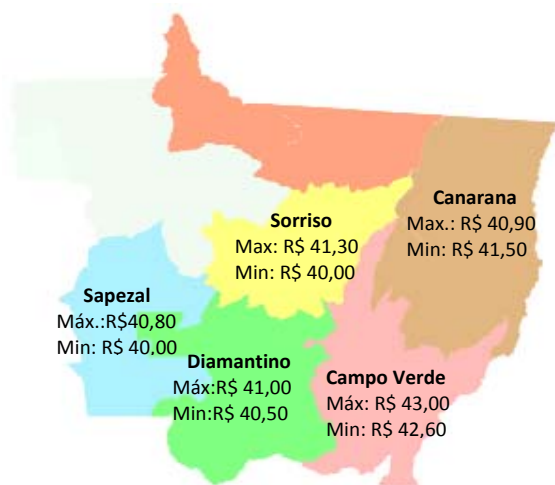 Canarana
Max.: R$ 40,90
Min: R$ 41,50
Sorriso
Max: R$ 41,30
Min: R$ 40,00
Sapezal
Máx.:R$40,80
Min: R$ 40,00
Diamantino
Máx:R$ 41,00
Min:R$ 40,50
Campo Verde
Máx: R$ 43,00
Min: R$ 42,60